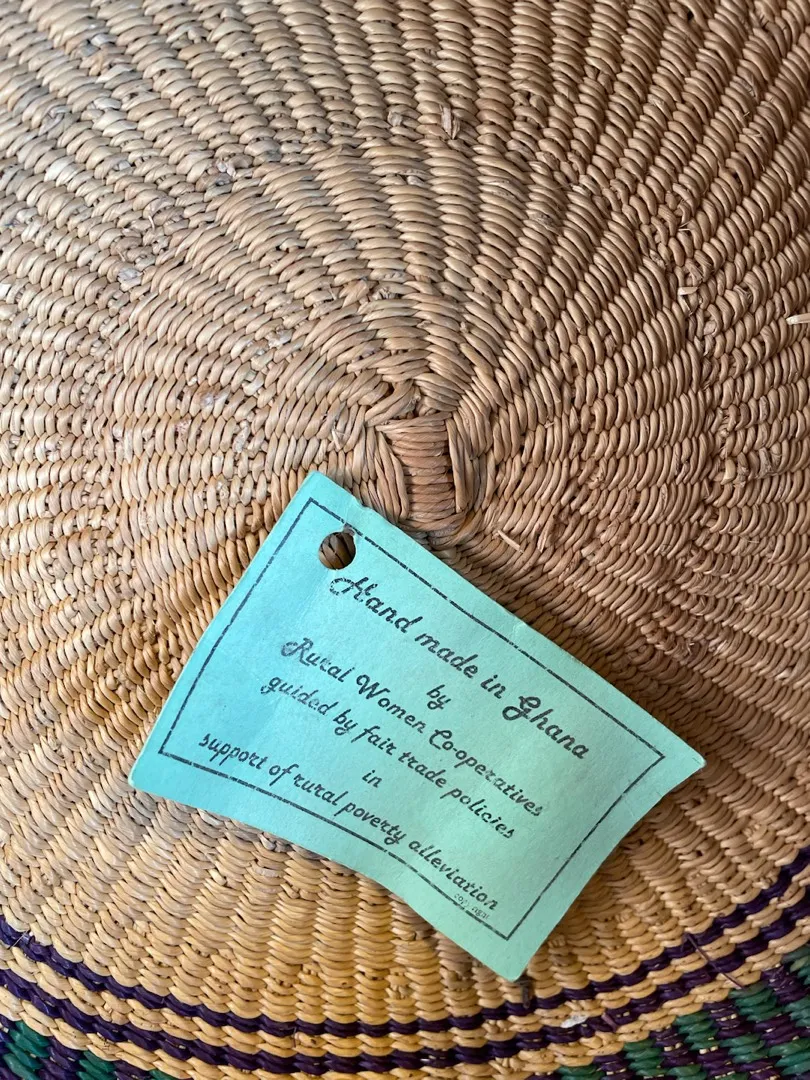 Hand made in Ghana
by
Rural Women Co-operatives
guided by fair trade policies
in
support of rural poverty alleviation